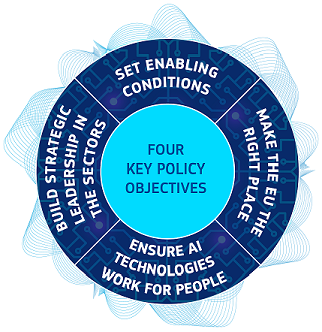 SET ENABLING
CONDITIONS
MAKE THE EU THE
RIGHT PLACE
ENSURE AI
TECHNOLOGIES
WORK FOR PEOPLE
BUILD STRATEGIC
LEADERSHIP IN
THE SECTORS
FOUR
KEY POLICY
OBJECTIVES